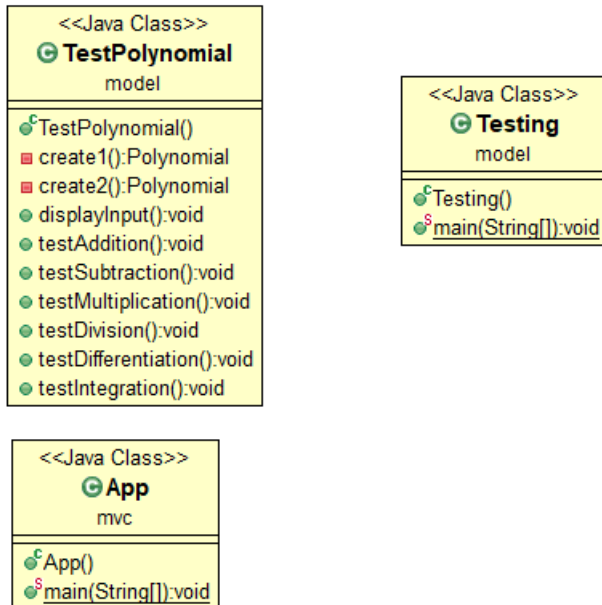 <<Java Class>>
TestPolynomial
model
TestPolynomial()
create1():Polynomial
create2():Polynomial
displayInput():void
testAddition():void
testSubtraction():void
testMultiplication():void
testDivision():void
testDifferentiation():void
testIntegration():void
<<Java Class>>
Testing
model
Testing()
main(String[]):void
<<Java Class>>
App
mvc
App()
main(String[]):void